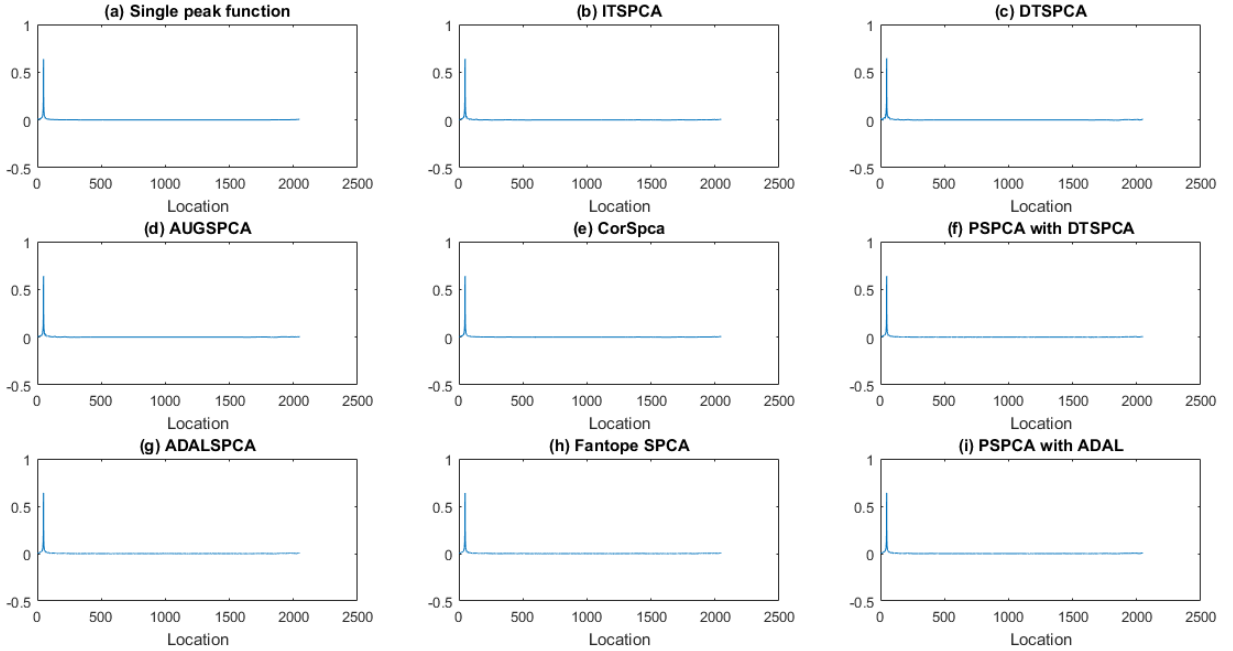 (a) Single peak function
1
0.5
0
-0.5
0 500 1000 1500 2000 2500
Location
(b) ITSPCA
1
0.5
0
-0.5
0 500 1000 1500 2000 2500
Location
(c) DTSPCA
1
0.5
0
-0.5
0 500 1000 1500 2000 2500
Location
(d) AUGSPCA
1
0.5
0
-0.5
0 500 1000 1500 2000 2500
Location
(e) CorSpca
1
0.5
0
-0.5
0 500 1000 1500 2000 2500
Location
(f) PSPCA with DTSPCA
1
0.5
0
-0.5
0 500 1000 1500 2000 2500
Location
(g) ADALSPCA
1
0.5
0
-0.5
0 500 1000 1500 2000 2500
Location
(h) Fantope SPCA
1
0.5
0
-0.5
0 500 1000 1500 2000 2500
Location
(i) PSPCA with ADAL
1
0.5
0
-0.5
0 500 1000 1500 2000 2500
Location